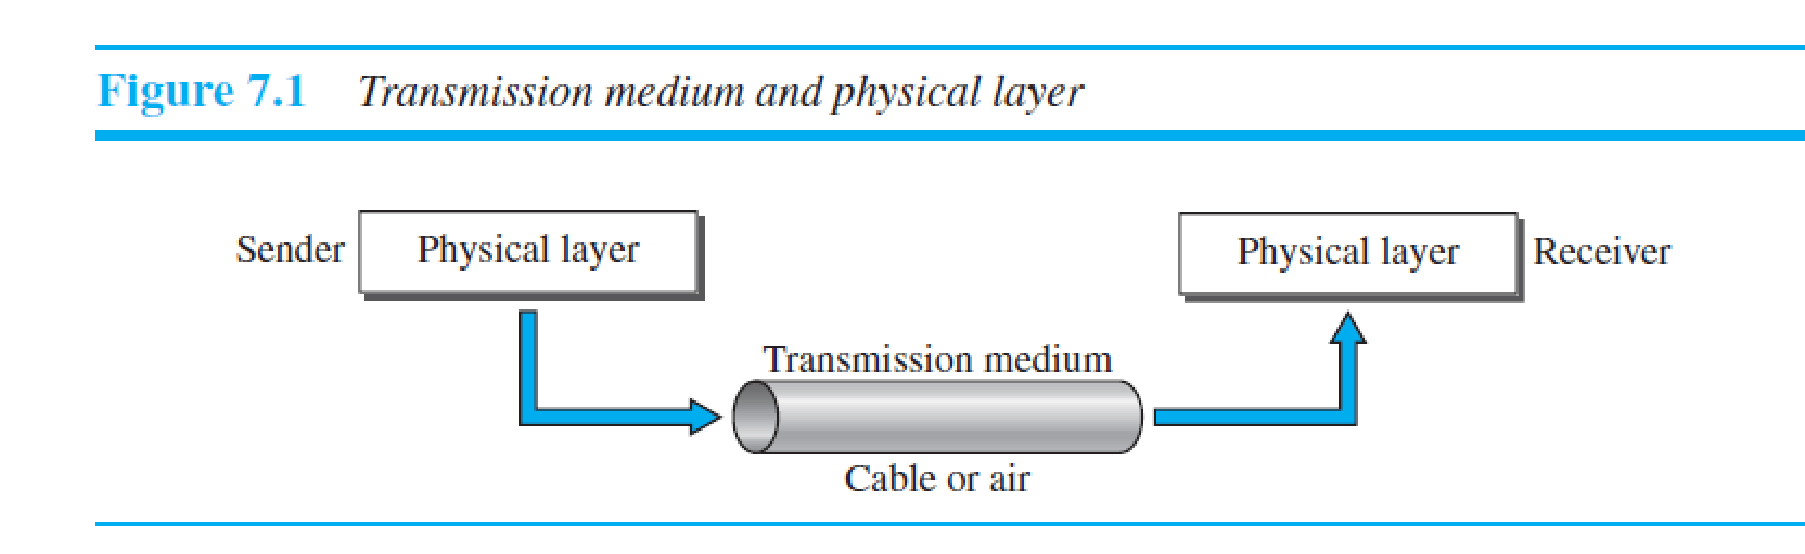 Figure 7.1 Transmission medium and physical layer
Sender Physical layer Physical layer Receiver
Transmission medium
Cable or air